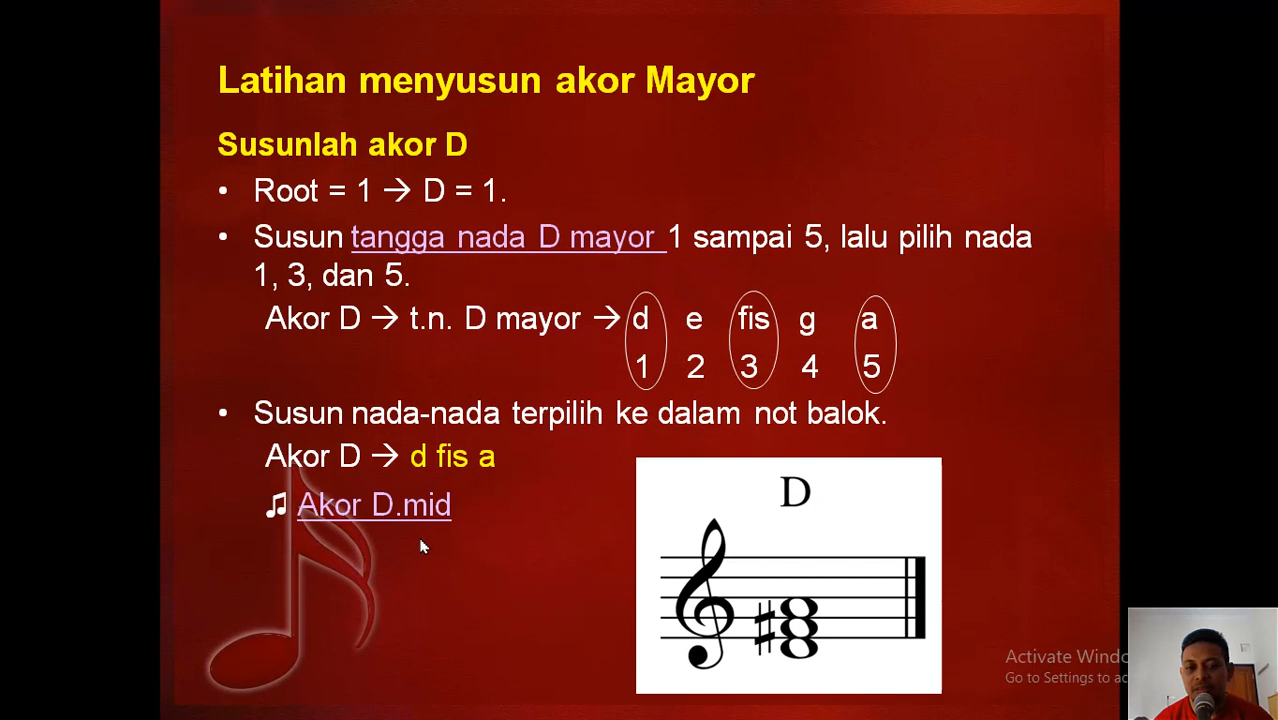 Latihan menyusun akor Mayor
Susunlah akor D
• Root = 1 → D = 1.
• Susun tangga nada D mayor 1 sampai 5, lalu pilih nada
1, 3, dan 5.
Akor D → t.n. D mayor → d e fis g a
1 2 3 4 5
• Susun nada-nada terpilih ke dalam not balok.
Akor D → d fis a
♫ Akor D.mid
D
Activate Windo
Go to Settings to ac